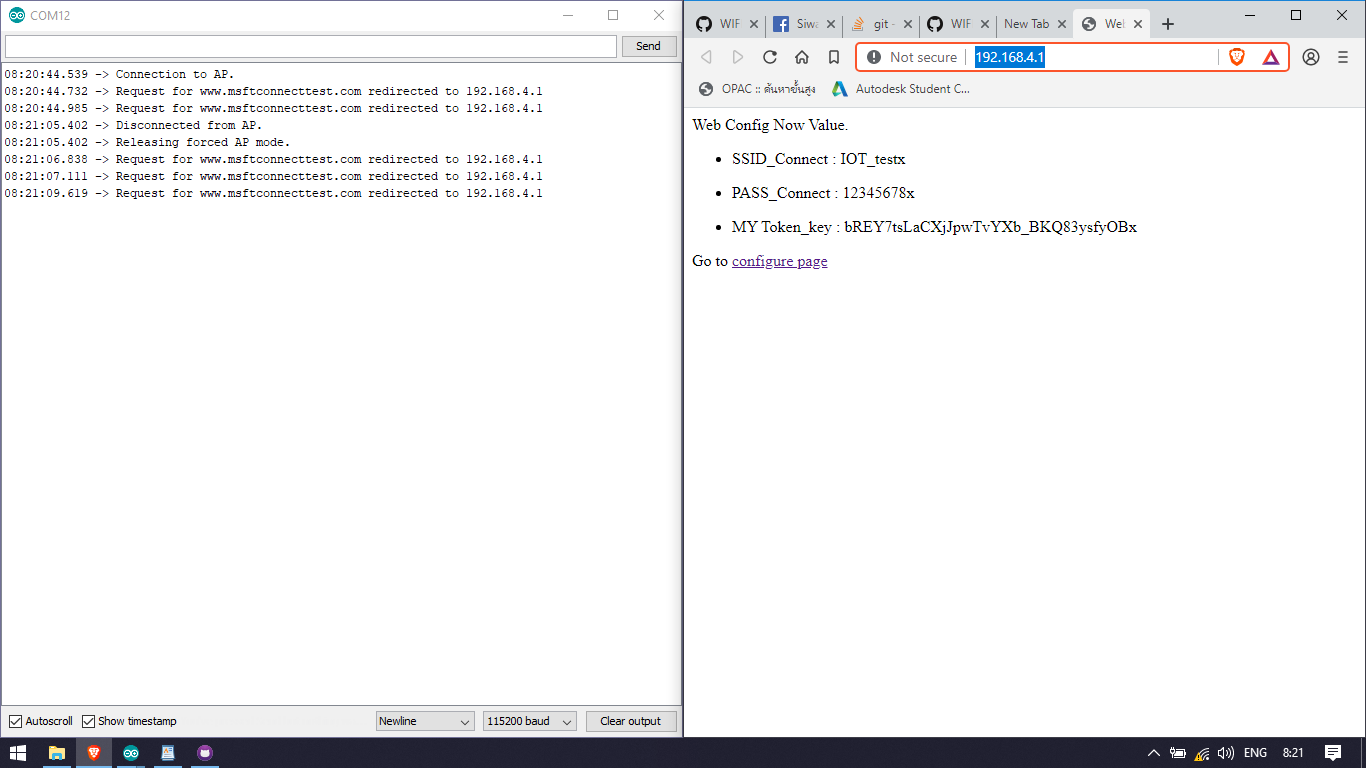 COM12
Send
08:20:44.539 -> Connection to AP.
08:20:44.732 -> Request for www.msftconnecttest.com redirected to 192.168.4.1
08:20:44.985 -> Request for www.msftconnecttest.com redirected to 192.168.4.1
08:21:05.402 -> Disconnected from AP.
08:21:05.402 -> Releasing forced AP mode.
08:21:06.838 -> Request for www.msftconnecttest.com redirected to 192.168.4.1
08:21:07.111 -> Request for www.msftconnecttest.com redirected to 192.168.4.1
08:21:09.619 -> Request for www.msftconnecttest.com redirected to 192.168.4.1
Autoscroll Show timestamp Newline 115200 baud Clear output
WIF Siwa git - WIF New Tab Web
Not secure 192.168.4.1
OPAC :: ค้นหาขั้นสูง Autodesk Student C...
Web Config Now Value.
SSID_Connect : IOT_testx
PASS_Connect : 12345678x
MY Token_key : bREY7tsLaCXjJpwTvYXb_BKQ83ysfyOBx
Go to configure page
ENG 8:21